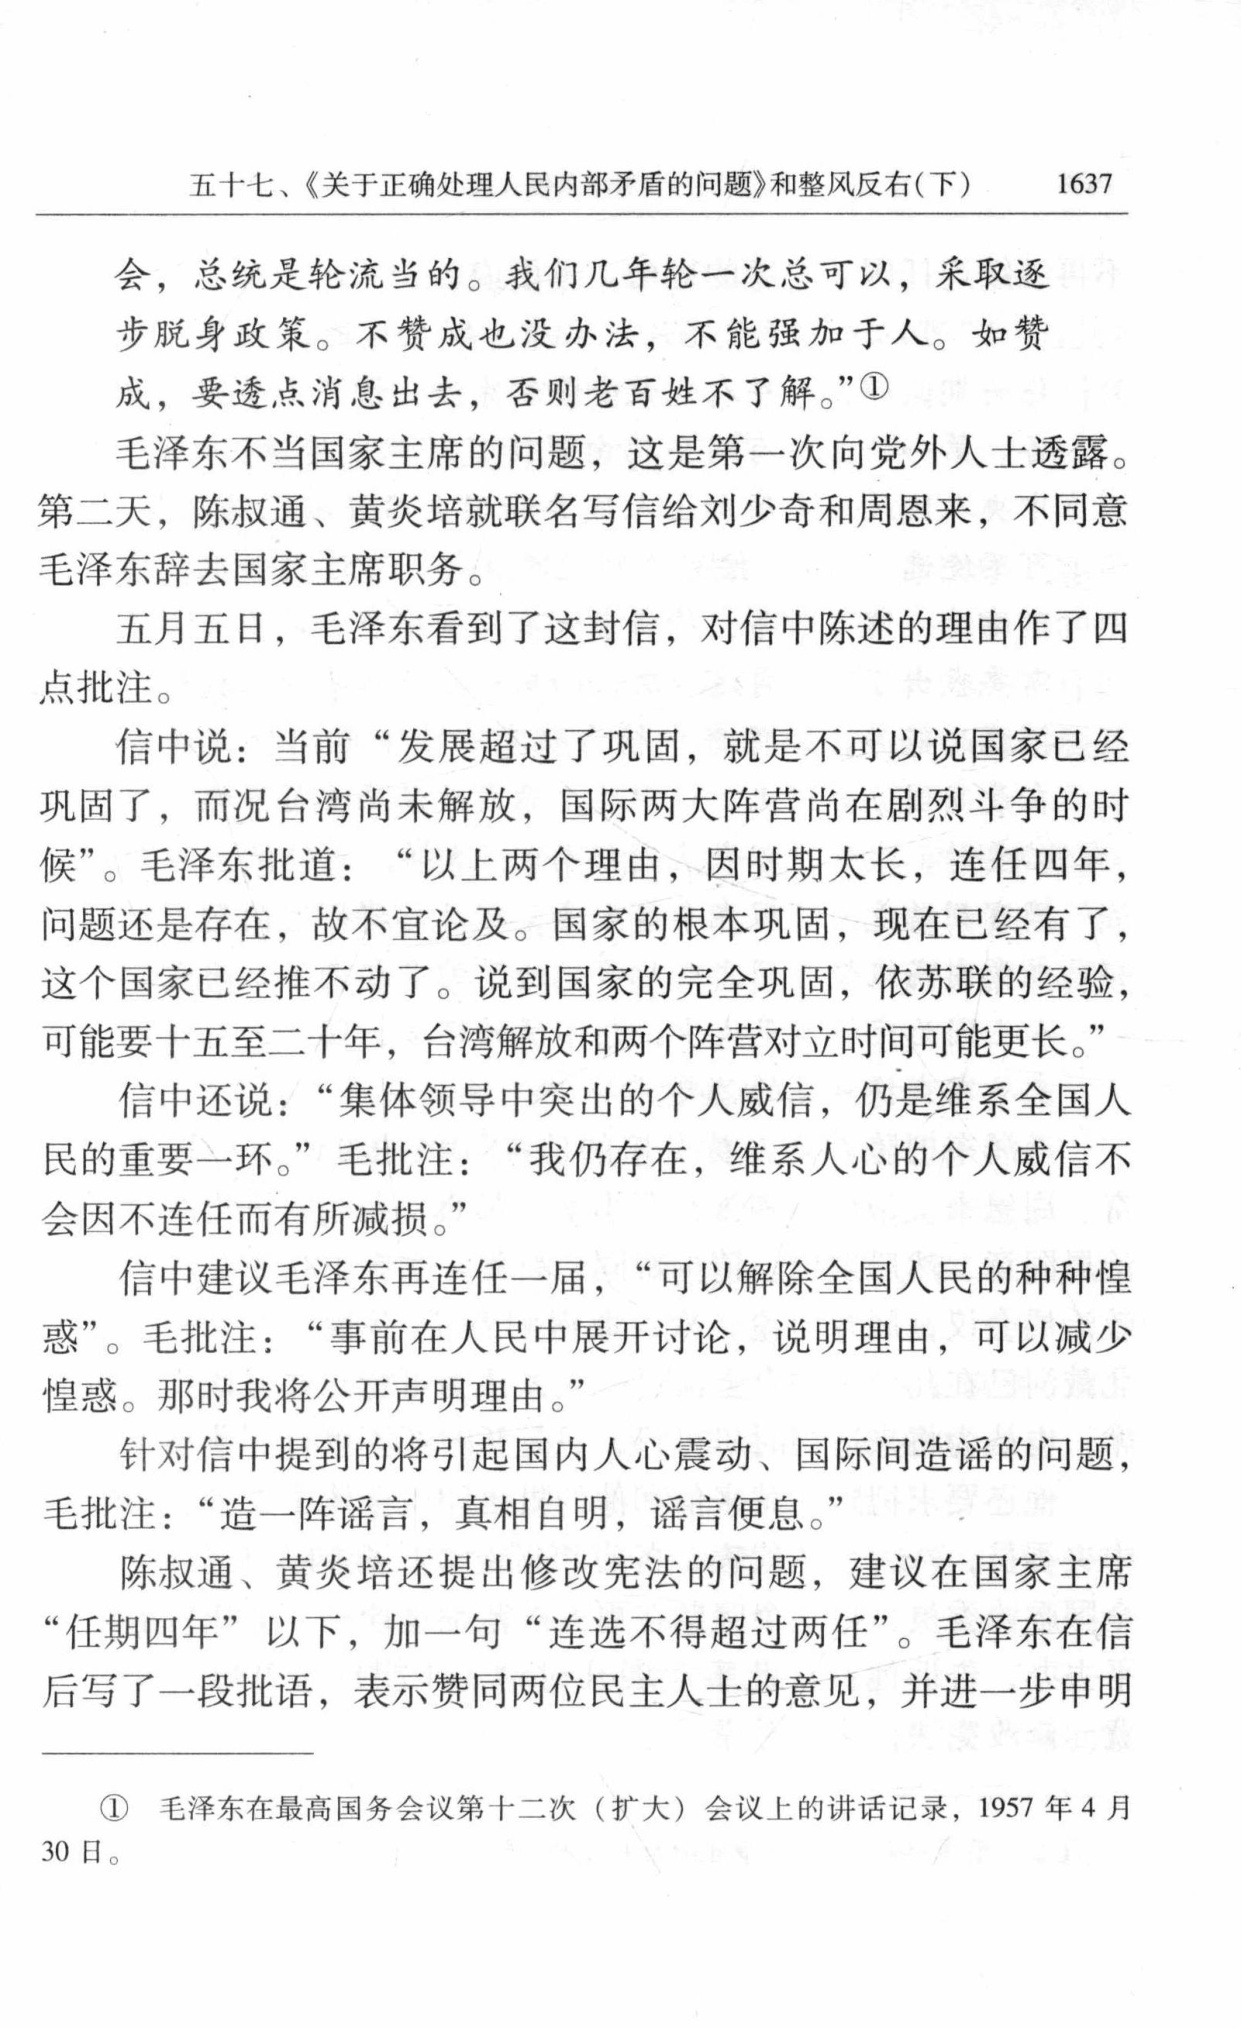 五十七、《关于正确处理人民内部矛盾的问题》和整风反右(下) 1637
会，总统是轮流当的。我们几年轮一次总可以，采取逐
步脱身政策。不赞成也没办法，不能强加于人。如赞
成，要透点消息出去，否则老百姓不了解。”①
毛泽东不当国家主席的问题，这是第一次向党外人士透露。
第二天，陈叔通、黄炎培就联名写信给刘少奇和周恩来，不同意
毛泽东辞去国家主席职务。
五月五日，毛泽东看到了这封信，对信中陈述的理由作了四
点批注。
信中说：当前“发展超过了巩固，就是不可以说国家已经
巩固了，而况台湾尚未解放，国际两大阵营尚在剧烈斗争的时
候”。毛泽东批道：“以上两个理由，因时期太长，连任四年，
问题还是存在，故不宜论及。国家的根本巩固，现在已经有了，
这个国家已经推不动了。说到国家的完全巩固，依苏联的经验，
可能要十五至二十年，台湾解放和两个阵营对立时间可能更长。”
信中还说：“集体领导中突出的个人威信，仍是维系全国人
民的重要一环。”毛批注：“我仍存在，维系人心的个人威信不
会因不连任而有所减损。”
信中建议毛泽东再连任一届，“可以解除全国人民的种种惶
惑”。毛批注：“事前在人民中展开讨论，说明理由，可以减少
惶惑。那时我将公开声明理由。”
针对信中提到的将引起国内人心震动、国际间造谣的问题，
毛批注：“造一阵谣言，真相自明，谣言便息。”
陈叔通、黄炎培还提出修改宪法的问题，建议在国家主席
“任期四年”以下，加一句“连选不得超过两任”。毛泽东在信
后写了一段批语，表示赞同两位民主人士的意见，并进一步申明
① 毛泽东在最高国务会议第十二次（扩大）会议上的讲话记录，1957 年 4 月
30 日。